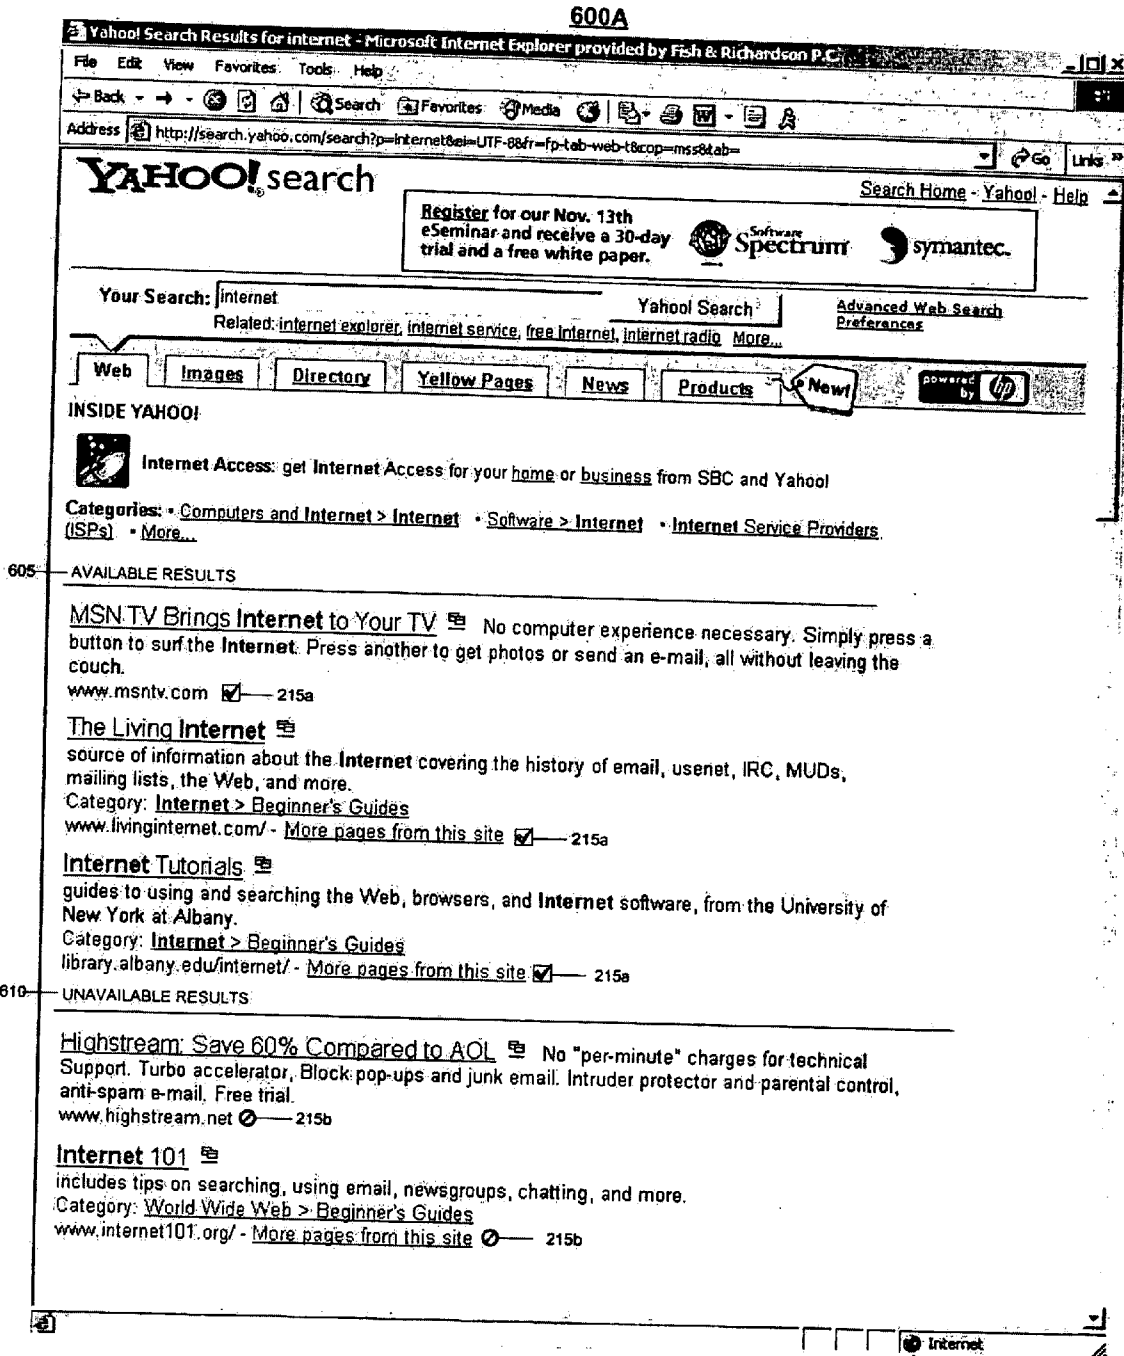 600A
Yahoo! Search Results for internet - Microsoft Internet Explorer provided by Fish & Richardson P.C.
File Edit View Favorites Tools Help
Back Search Favorites Media
Address http://search.yahoo.com/search?p=internet&ei=UTF-8&fr=fp-tab-web-t&cop=mss&tab= Go Links »
YAHOO! search
Search Home - Yahoo! - Help
Register for our Nov. 13th
eSeminar and receive a 30-day
trial and a free white paper.
Software
Spectrum
symantec.
Your Search: internet Yahoo! Search Advanced Web Search
Preferences
Related: internet explorer, internet service, free internet, internet radio More...
Web Images Directory Yellow Pages News Products New! powered by hp
INSIDE YAHOO!
Internet Access: get Internet Access for your home or business from SBC and Yahoo!
Categories: • Computers and Internet > Internet • Software > Internet • Internet Service Providers
(ISPs) • More...
605 AVAILABLE RESULTS
MSN TV Brings Internet to Your TV No computer experience necessary. Simply press a
button to surf the Internet. Press another to get photos or send an e-mail, all without leaving the
couch.
www.msntv.com 215a
The Living Internet
source of information about the Internet covering the history of email, usenet, IRC, MUDs,
mailing lists, the Web, and more.
Category: Internet > Beginner's Guides
www.livinginternet.com/ - More pages from this site 215a
Internet Tutorials
guides to using and searching the Web, browsers, and Internet software, from the University of
New York at Albany.
Category: Internet > Beginner's Guides
library.albany.edu/internet/ - More pages from this site 215a
610 UNAVAILABLE RESULTS
Highstream: Save 60% Compared to AOL No "per-minute" charges for technical
Support. Turbo accelerator, Block pop-ups and junk email. Intruder protector and parental control,
anti-spam e-mail. Free trial.
www.highstream.net 215b
Internet 101
includes tips on searching, using email, newsgroups, chatting, and more.
Category: World Wide Web > Beginner's Guides
www.internet101.org/ - More pages from this site 215b
Internet